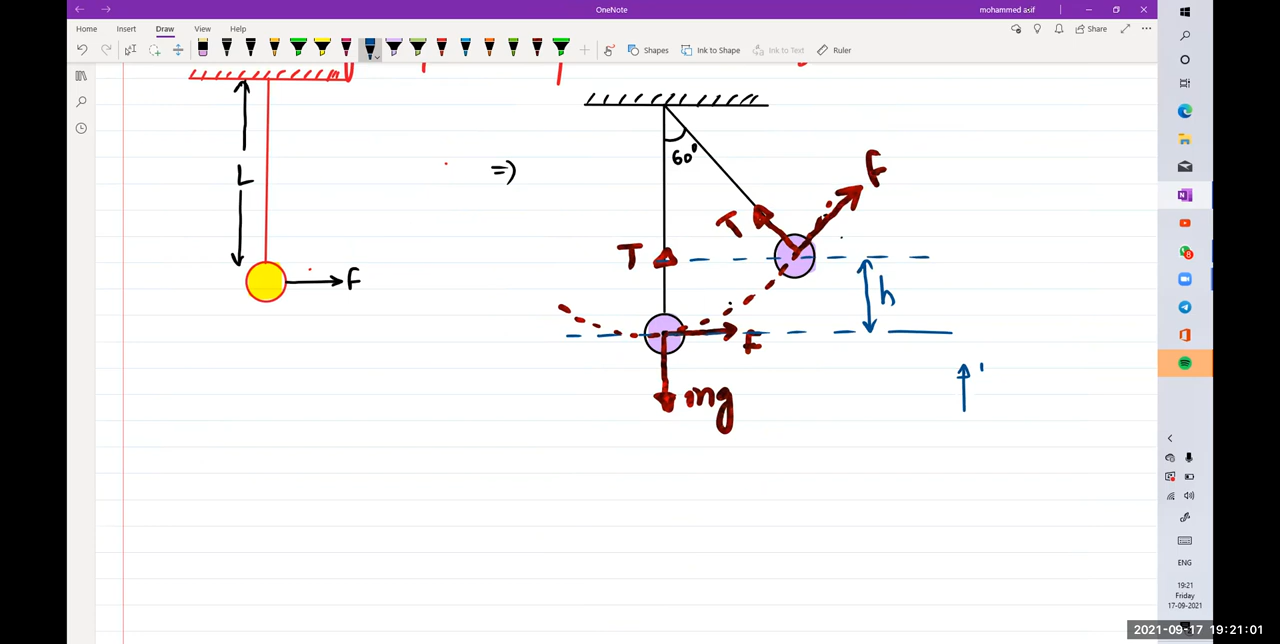 OneNote
mohammed asif
Home Insert Draw View Help
Share
Shapes Ink to Shape Ink to Text Ruler
L
F
=)
60°
T
F
T
h
F
mg
ENG
19:21
Friday
17-09-2021
2021-09-17 19:21:01